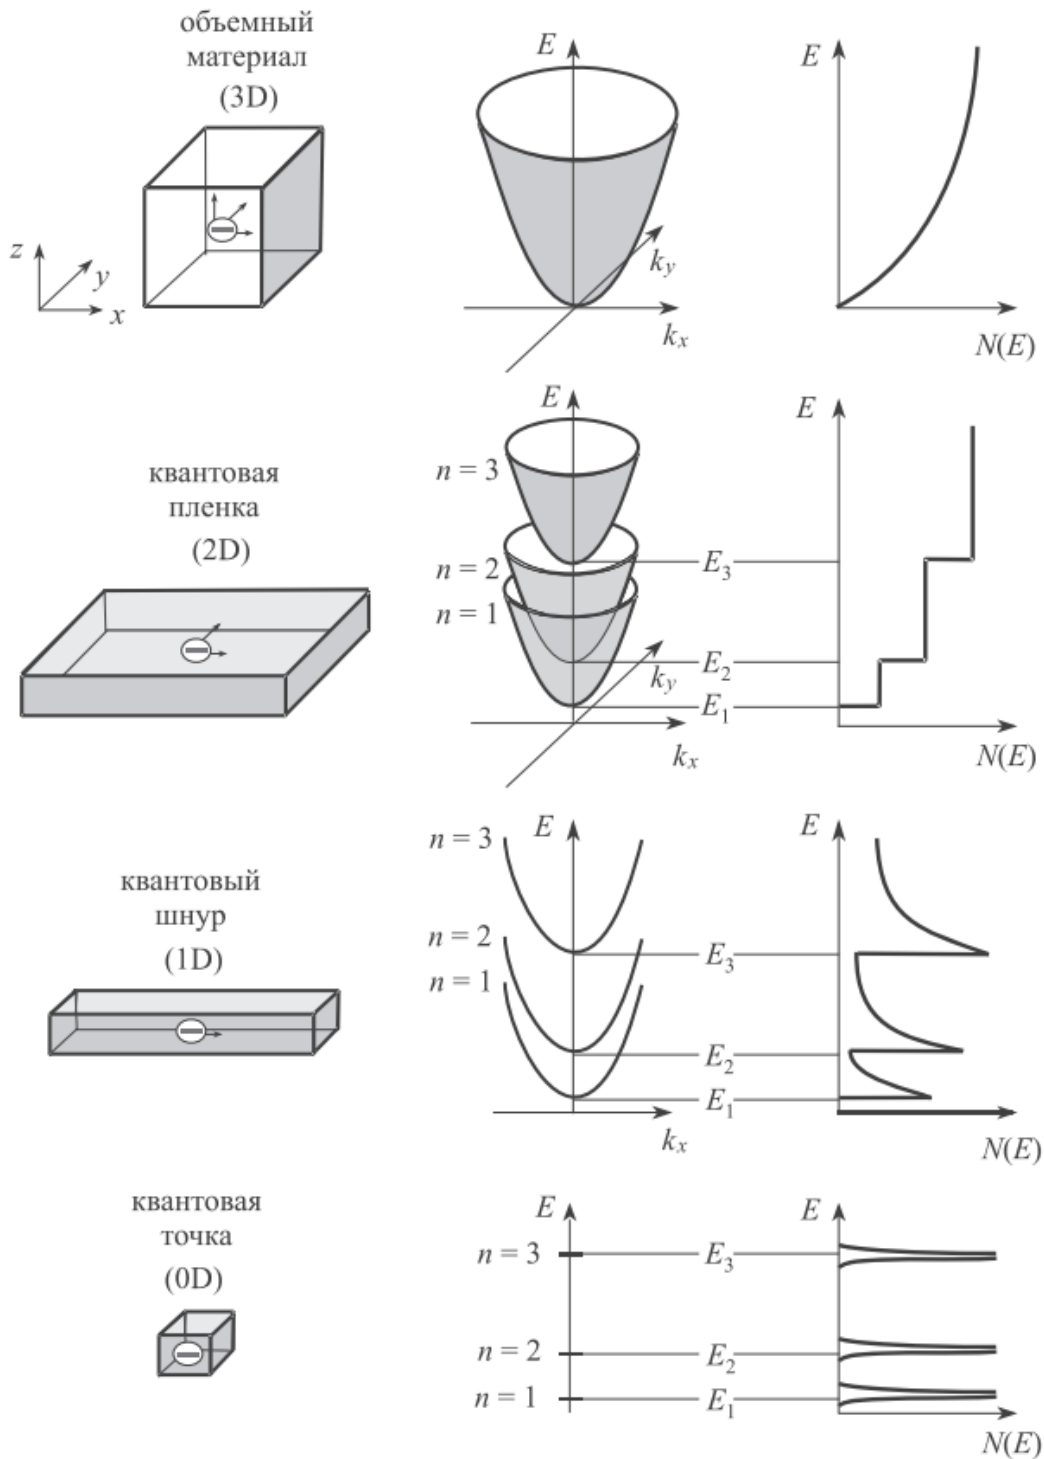 объемный
материал
(3D)
z
y
x
E
k_y
k_x
E
N(E)
квантовая
пленка
(2D)
E
n = 3
n = 2
n = 1
k_y
k_x
E_3
E_2
E_1
E
N(E)
квантовый
шнур
(1D)
E
n = 3
n = 2
n = 1
k_x
E_3
E_2
E_1
E
N(E)
квантовая
точка
(0D)
E
n = 3
n = 2
n = 1
E_3
E_2
E_1
E
N(E)